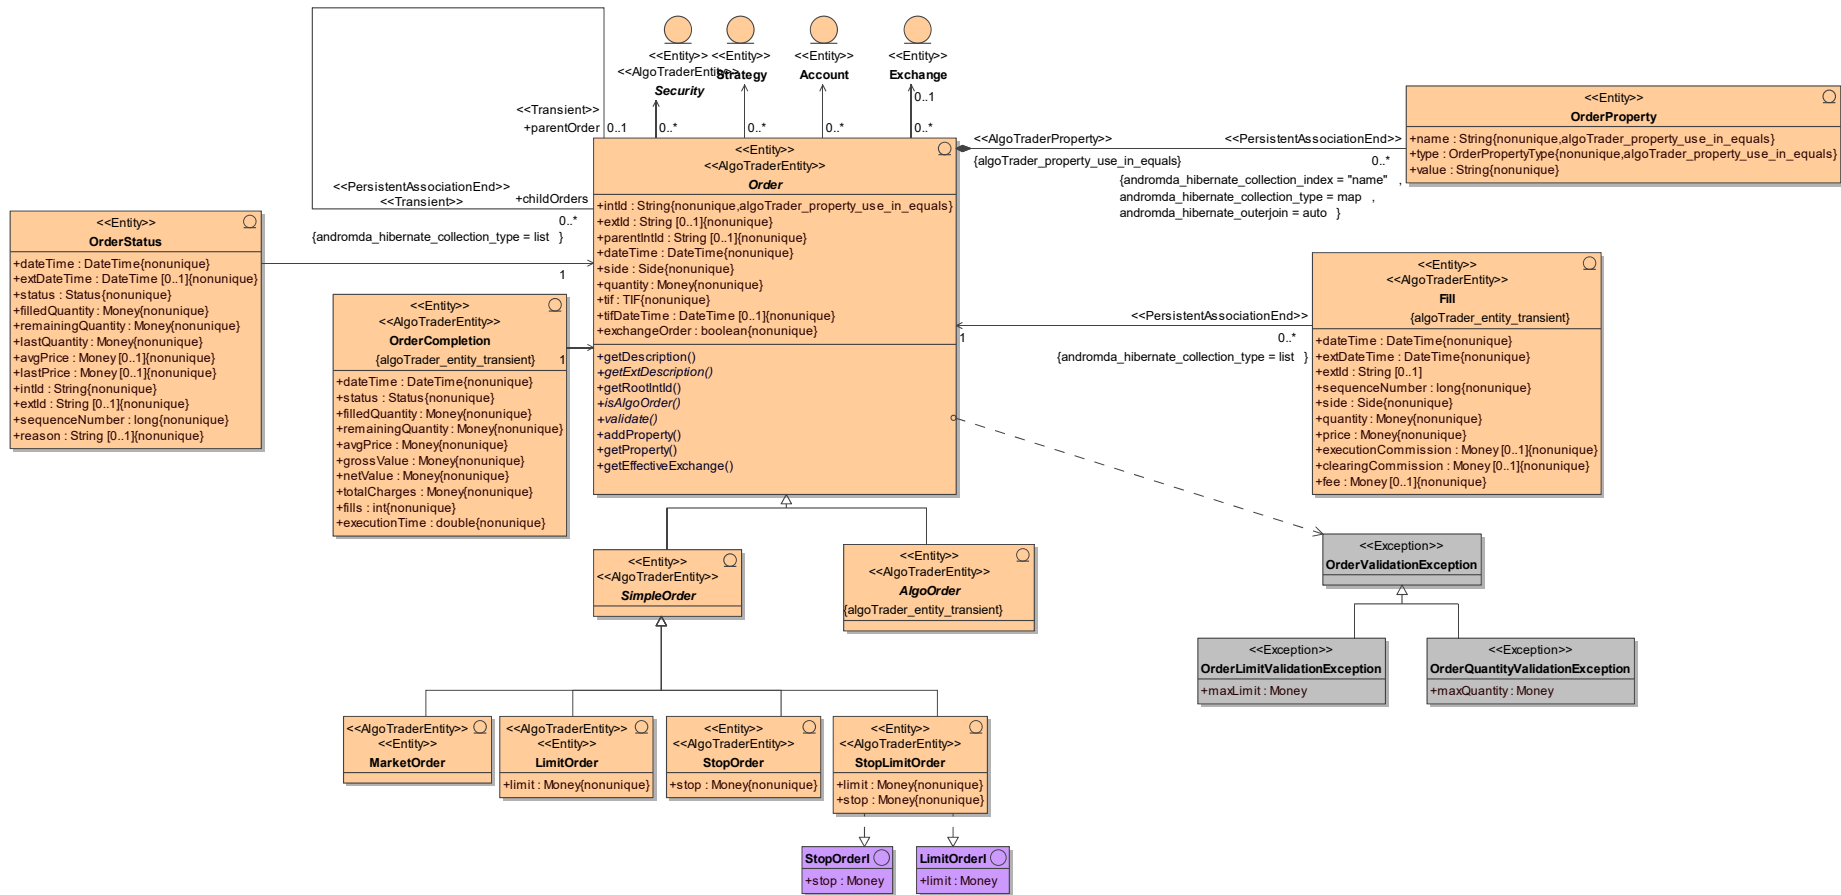 <<Entity>>
<<AlgoTraderEntity>>
Security
<<Entity>>
Strategy
<<Entity>>
Account
<<Entity>>
Exchange
<<Transient>>
+parentOrder
0..1
0..*
0..*
0..*
0..1
0..*
<<PersistentAssociationEnd>>
<<Transient>>
+childOrders
0..*
{andromda_hibernate_collection_type = list }
<<Entity>>
<<AlgoTraderEntity>>
Order
+intId : String{nonunique,algoTrader_property_use_in_equals}
+extId : String [0..1]{nonunique}
+parentIntId : String [0..1]{nonunique}
+dateTime : DateTime{nonunique}
+side : Side{nonunique}
+quantity : Money{nonunique}
+tif : TIF{nonunique}
+tifDateTime : DateTime [0..1]{nonunique}
+exchangeOrder : boolean{nonunique}
+getDescription()
+getExtDescription()
+getRootIntId()
+isAlgoOrder()
+validate()
+addProperty()
+getProperty()
+getEffectiveExchange()
<<AlgoTraderProperty>>
{algoTrader_property_use_in_equals}
<<PersistentAssociationEnd>>
0..*
{andromda_hibernate_collection_index = "name" ,
andromda_hibernate_collection_type = map ,
andromda_hibernate_outerjoin = auto }
<<Entity>>
OrderProperty
+name : String{nonunique,algoTrader_property_use_in_equals}
+type : OrderPropertyType{nonunique,algoTrader_property_use_in_equals}
+value : String{nonunique}
<<Entity>>
OrderStatus
+dateTime : DateTime{nonunique}
+extDateTime : DateTime [0..1]{nonunique}
+status : Status{nonunique}
+filledQuantity : Money{nonunique}
+remainingQuantity : Money{nonunique}
+lastQuantity : Money{nonunique}
+avgPrice : Money [0..1]{nonunique}
+lastPrice : Money [0..1]{nonunique}
+intId : String{nonunique}
+extId : String [0..1]{nonunique}
+sequenceNumber : long{nonunique}
+reason : String [0..1]{nonunique}
1
<<Entity>>
<<AlgoTraderEntity>>
OrderCompletion
{algoTrader_entity_transient}
+dateTime : DateTime{nonunique}
+status : Status{nonunique}
+filledQuantity : Money{nonunique}
+remainingQuantity : Money{nonunique}
+avgPrice : Money{nonunique}
+grossValue : Money{nonunique}
+netValue : Money{nonunique}
+totalCharges : Money{nonunique}
+fills : int{nonunique}
+executionTime : double{nonunique}
1
<<PersistentAssociationEnd>>
1
0..*
{andromda_hibernate_collection_type = list }
<<Entity>>
<<AlgoTraderEntity>>
Fill
{algoTrader_entity_transient}
+dateTime : DateTime{nonunique}
+extDateTime : DateTime{nonunique}
+extId : String [0..1]
+sequenceNumber : long{nonunique}
+side : Side{nonunique}
+quantity : Money{nonunique}
+price : Money{nonunique}
+executionCommission : Money [0..1]{nonunique}
+clearingCommission : Money [0..1]{nonunique}
+fee : Money [0..1]{nonunique}
<<Entity>>
<<AlgoTraderEntity>>
SimpleOrder
<<Entity>>
<<AlgoTraderEntity>>
AlgoOrder
{algoTrader_entity_transient}
<<Exception>>
OrderValidationException
<<Exception>>
OrderLimitValidationException
+maxLimit : Money
<<Exception>>
OrderQuantityValidationException
+maxQuantity : Money
<<AlgoTraderEntity>>
<<Entity>>
MarketOrder
<<AlgoTraderEntity>>
<<Entity>>
LimitOrder
+limit : Money{nonunique}
<<Entity>>
<<AlgoTraderEntity>>
StopOrder
+stop : Money{nonunique}
<<Entity>>
<<AlgoTraderEntity>>
StopLimitOrder
+limit : Money{nonunique}
+stop : Money{nonunique}
StopOrderI
+stop : Money
LimitOrderI
+limit : Money